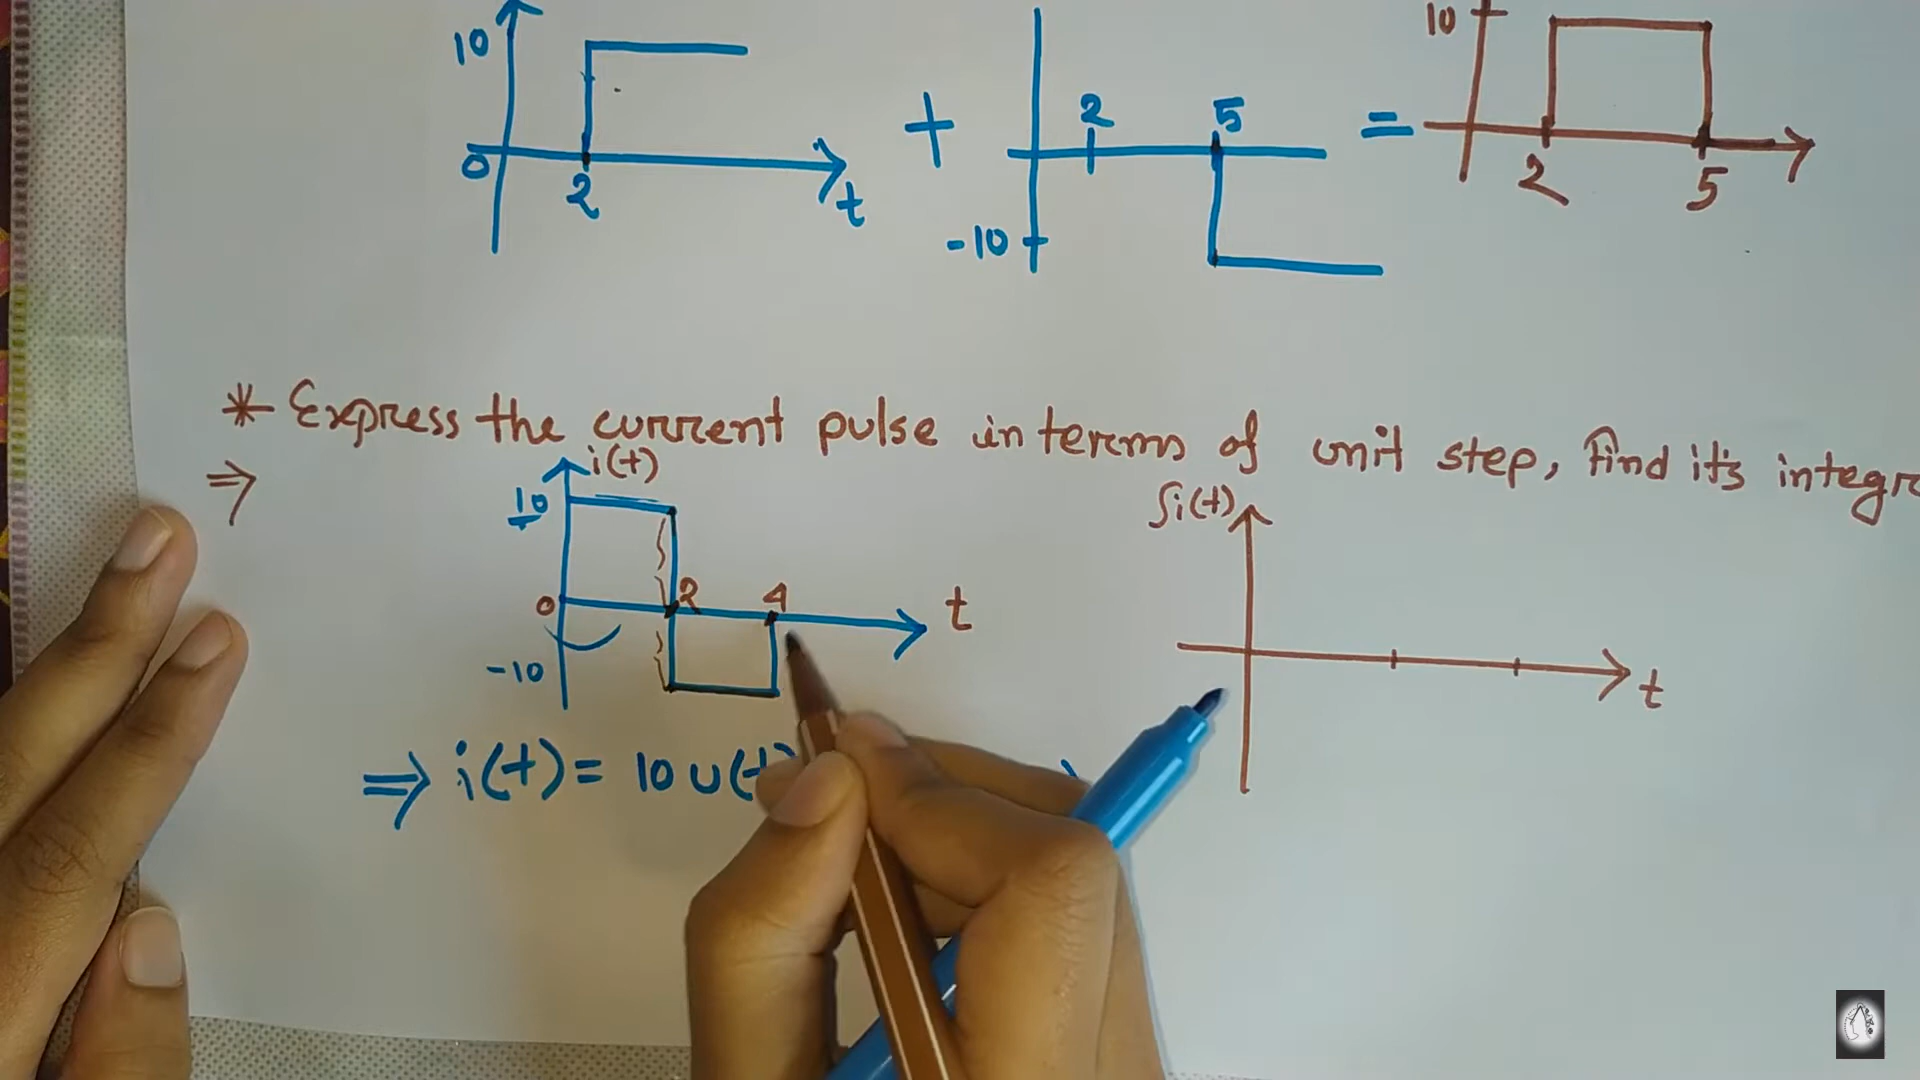 10
0
2
t
+
2
5
-10
=
10
2
5
* Express the current pulse in terms of unit step, Find it's
⇒
i(t)
10
0
2
4
t
-10
∫i(t)
t
⇒ i(t) = 10 u(t)